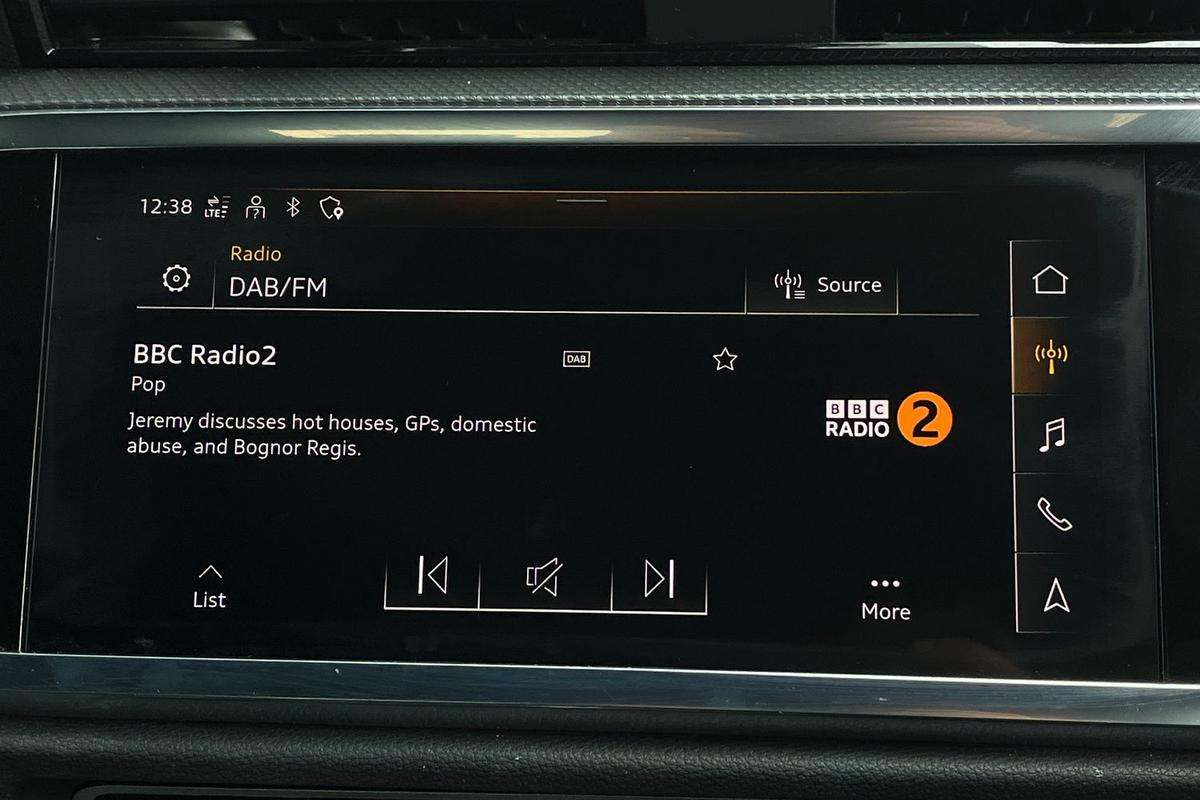 12:38 LTE
Radio
DAB/FM
Source
BBC Radio2
DAB
Pop
Jeremy discusses hot houses, GPs, domestic
abuse, and Bognor Regis.
BBC
RADIO 2
List
More